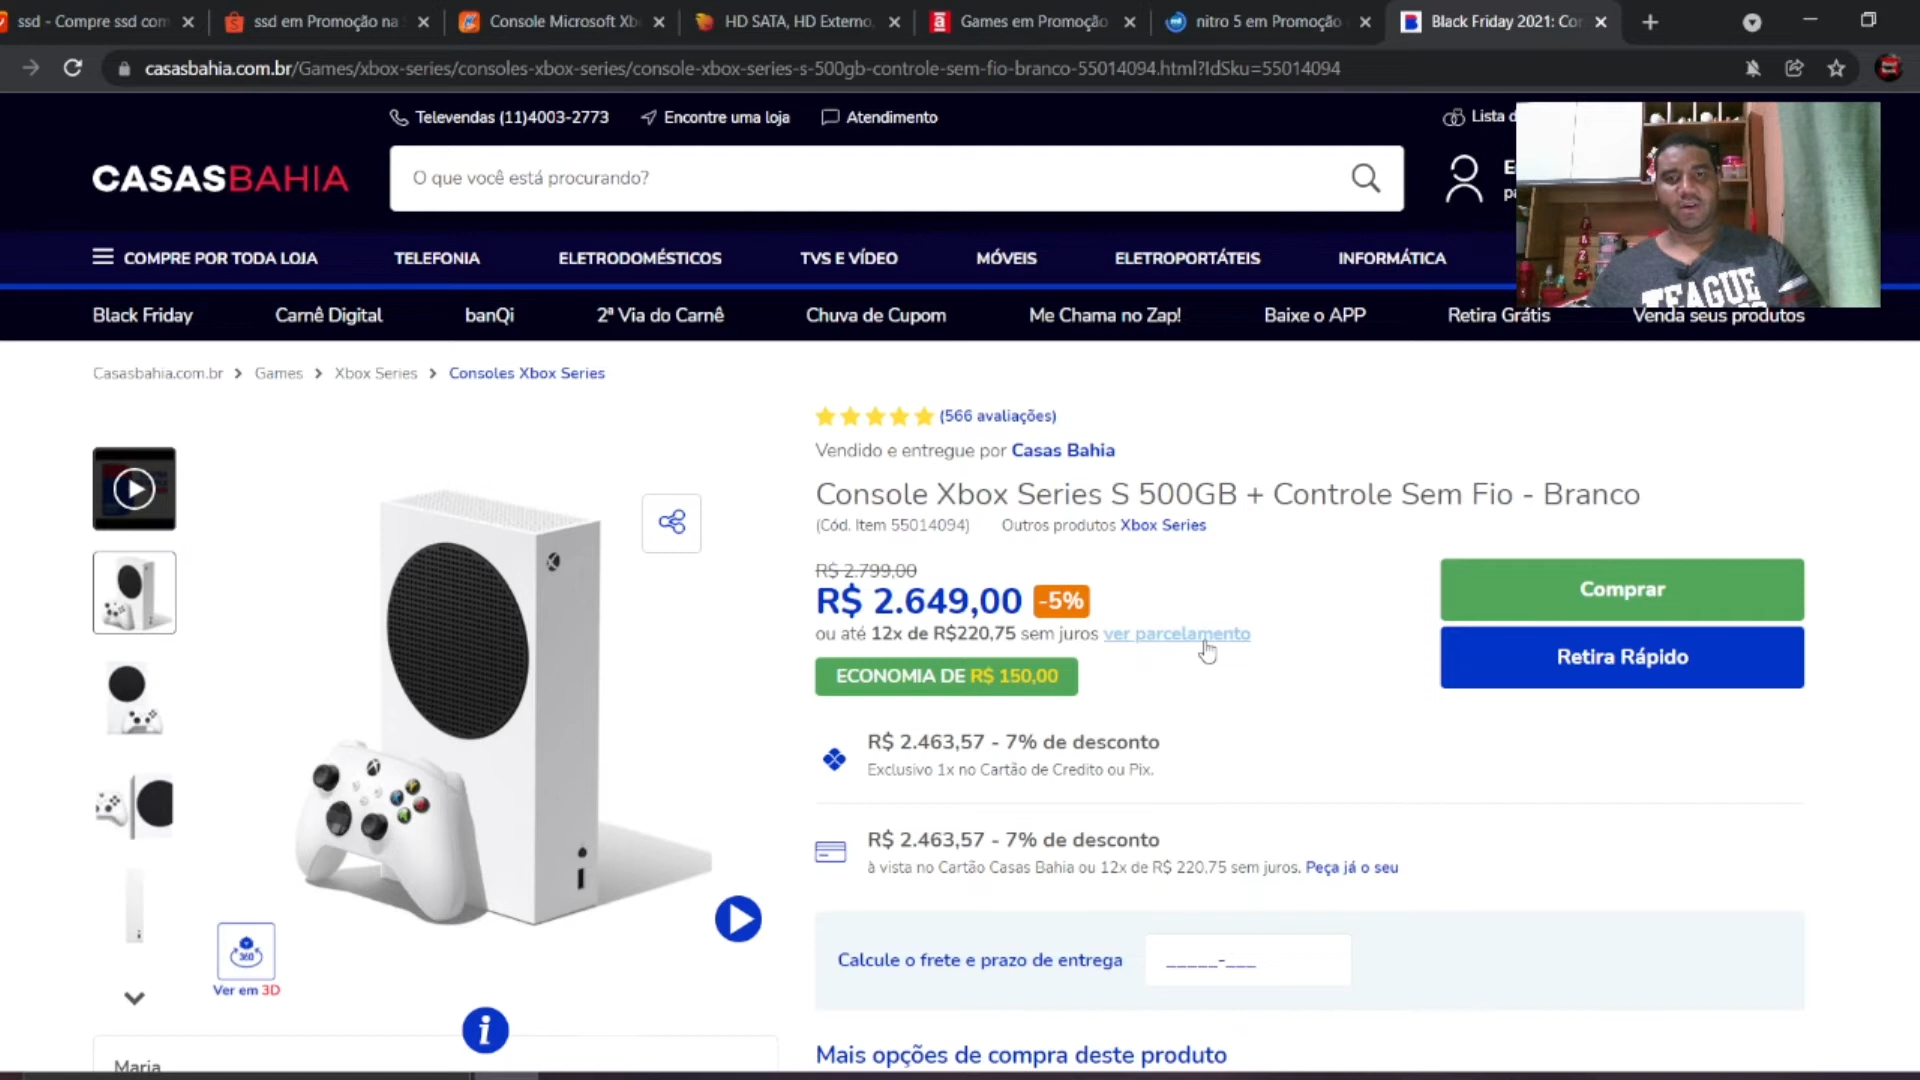 ssd - Compre ssd com
ssd em Promoção na
Console Microsoft Xb
HD SATA, HD Externo,
Games em Promoção
nitro 5 em Promoção
Black Friday 2021: Co
casasbahia.com.br/Games/xbox-series/consoles-xbox-series/console-xbox-series-s-500gb-controle-sem-fio-branco-55014094.html?IdSku=55014094
Televendas (11)4003-2773
Encontre uma loja
Atendimento
Lista d
CASASBAHIA
O que você está procurando?
COMPRE POR TODA LOJA
TELEFONIA
ELETRODOMÉSTICOS
TVS E VÍDEO
MÓVEIS
ELETROPORTÁTEIS
INFORMÁTICA
Black Friday
Carnê Digital
banQi
2ª Via do Carnê
Chuva de Cupom
Me Chama no Zap!
Baixe o APP
Retira Grátis
Venda seus produtos
Casasbahia.com.br > Games > Xbox Series > Consoles Xbox Series
(566 avaliações)
Vendido e entregue por Casas Bahia
Console Xbox Series S 500GB + Controle Sem Fio - Branco
(Cód. Item 55014094) Outros produtos Xbox Series
R$ 2.799,00
R$ 2.649,00 -5%
ou até 12x de R$220,75 sem juros ver parcelamento
ECONOMIA DE R$ 150,00
Comprar
Retira Rápido
R$ 2.463,57 - 7% de desconto
Exclusivo 1x no Cartão de Credito ou Pix.
R$ 2.463,57 - 7% de desconto
à vista no Cartão Casas Bahia ou 12x de R$ 220,75 sem juros. Peça já o seu
Calcule o frete e prazo de entrega
_____-___
360
Ver em 3D
Mais opções de compra deste produto
Maria